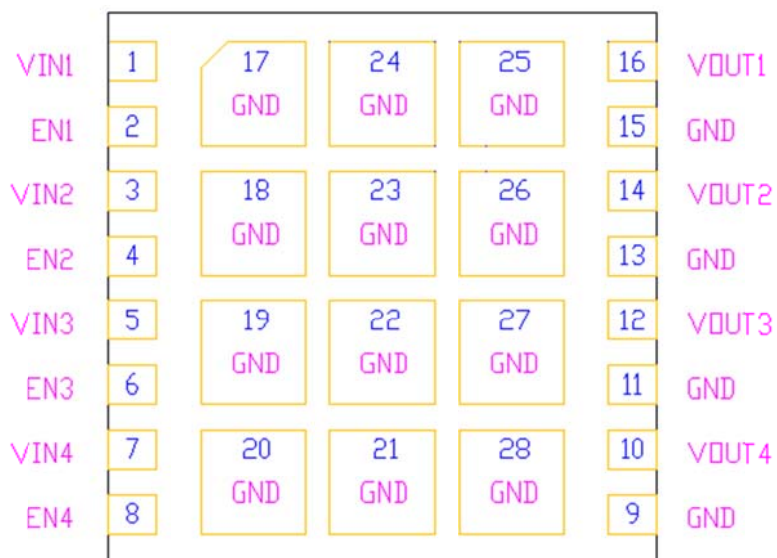 VIN1 1 17 24 25 16 VOUT1
GND GND GND
EN1 2 15 GND
VIN2 3 18 23 26 14 VOUT2
GND GND GND
EN2 4 13 GND
VIN3 5 19 22 27 12 VOUT3
GND GND GND
EN3 6 11 GND
VIN4 7 20 21 28 10 VOUT4
GND GND GND
EN4 8 9 GND